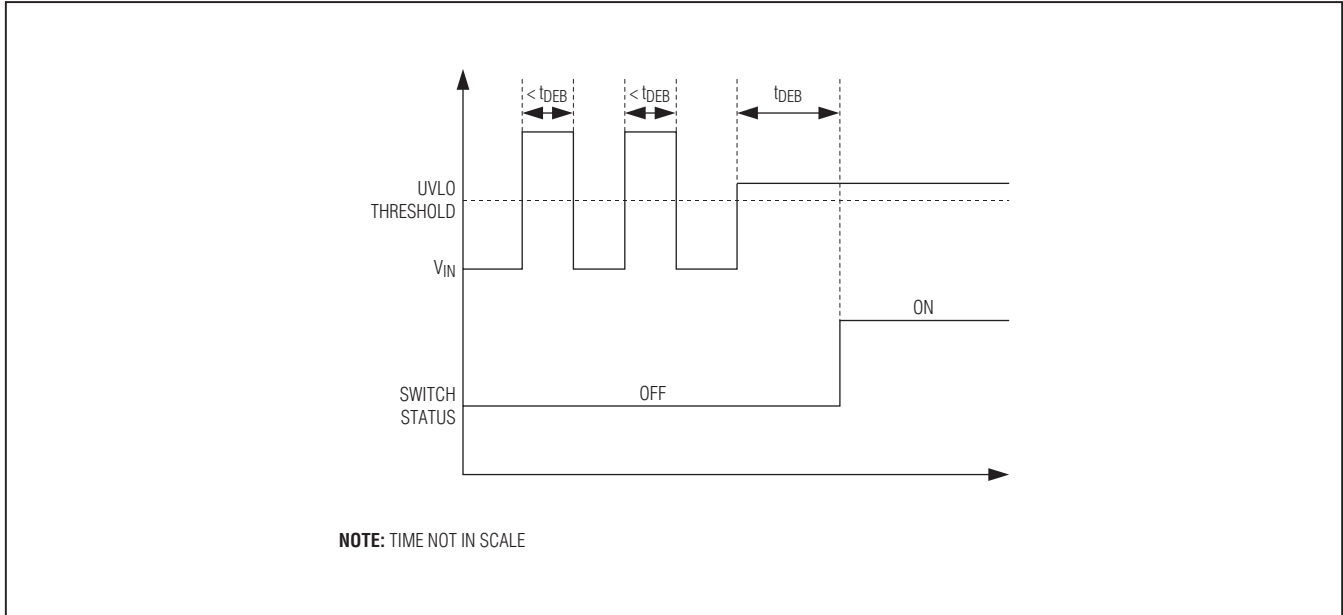 < tDEB
< tDEB
tDEB
UVLO
THRESHOLD
VIN
ON
SWITCH
STATUS
OFF
NOTE: TIME NOT IN SCALE